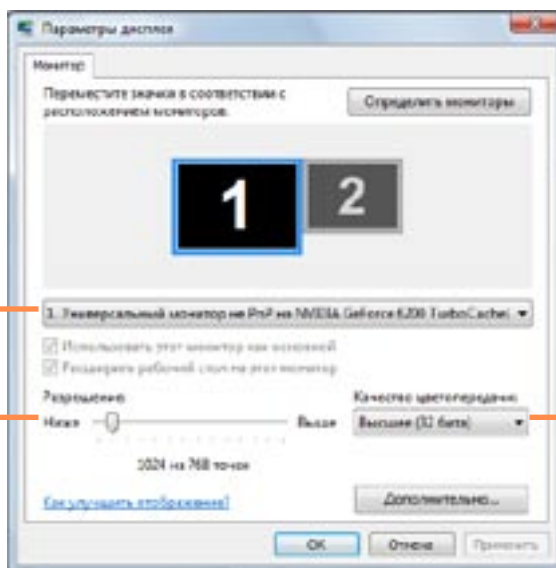 Параметры дисплея
Монитор
Переместите значки в соответствии с
расположением мониторов.
Определить мониторы
1
2
1. Универсальный монитор не PnP на NVIDIA GeForce 6200 TurboCache(
Использовать этот монитор как основной
Расширить рабочий стол на этот монитор
Разрешение:
Ниже
Выше
1024 на 768 точек
Качество цветопередачи:
Высшее (32 бита)
Как улучшить отображение?
Дополнительно...
ОК
Отмена
Применить